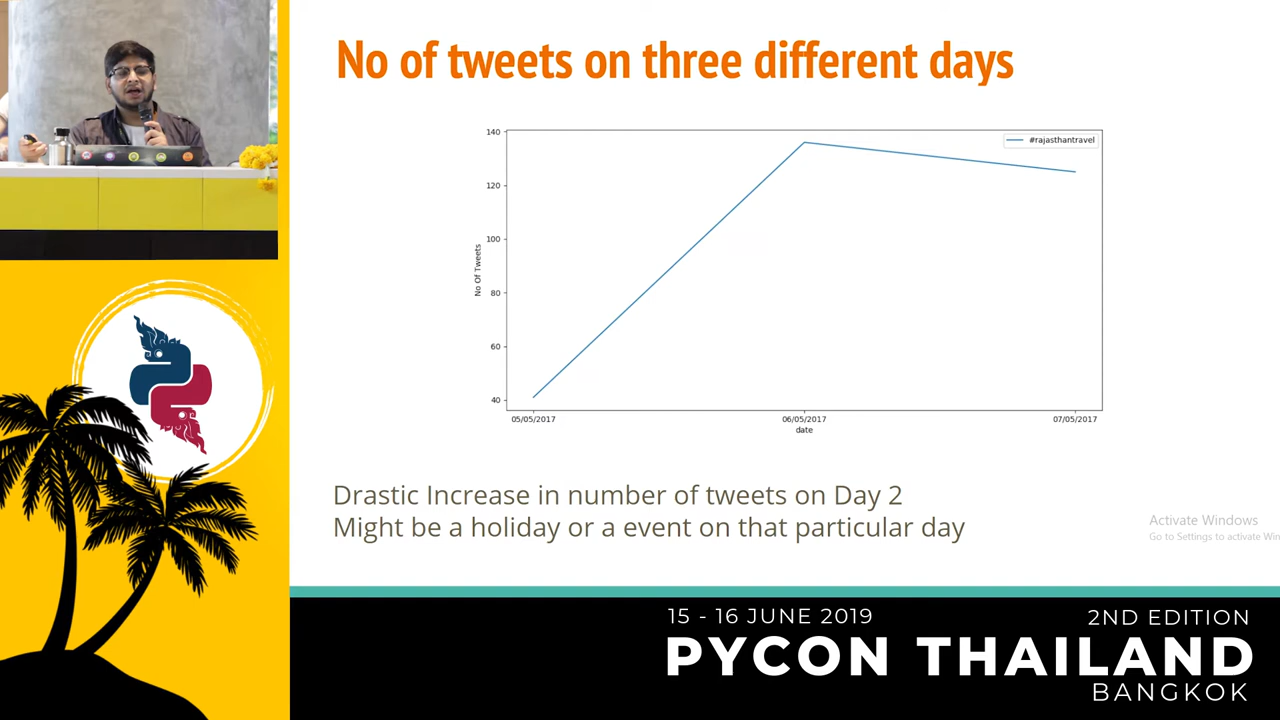 No of tweets on three different days
140
#rajasthantravel
120
100
No Of Tweets
80
60
40
05/05/2017
06/05/2017
07/05/2017
date
Drastic Increase in number of tweets on Day 2
Might be a holiday or a event on that particular day
Activate Windows
Go to Settings to activate Win
15 - 16 JUNE 2019
2ND EDITION
PYCON THAILAND
BANGKOK